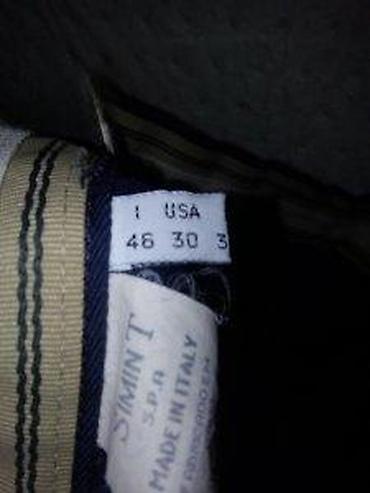 I USA
46 30 3
SIMINT
S.P.A
MADE IN ITALY